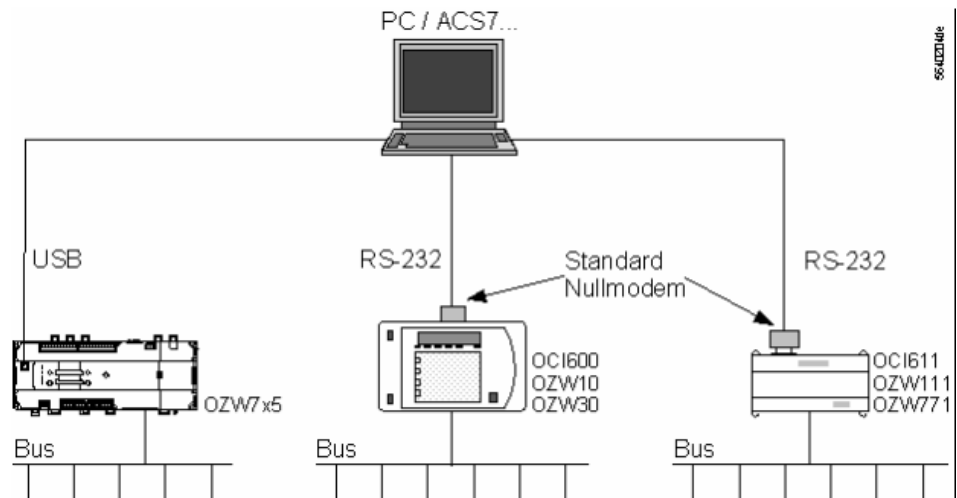 PC / ACS7...
USB
RS-232
Standard
Nullmodem
RS-232
OZW7x5
OCI600
OZW10
OZW30
OCI611
OZW111
OZW771
Bus
Bus
Bus